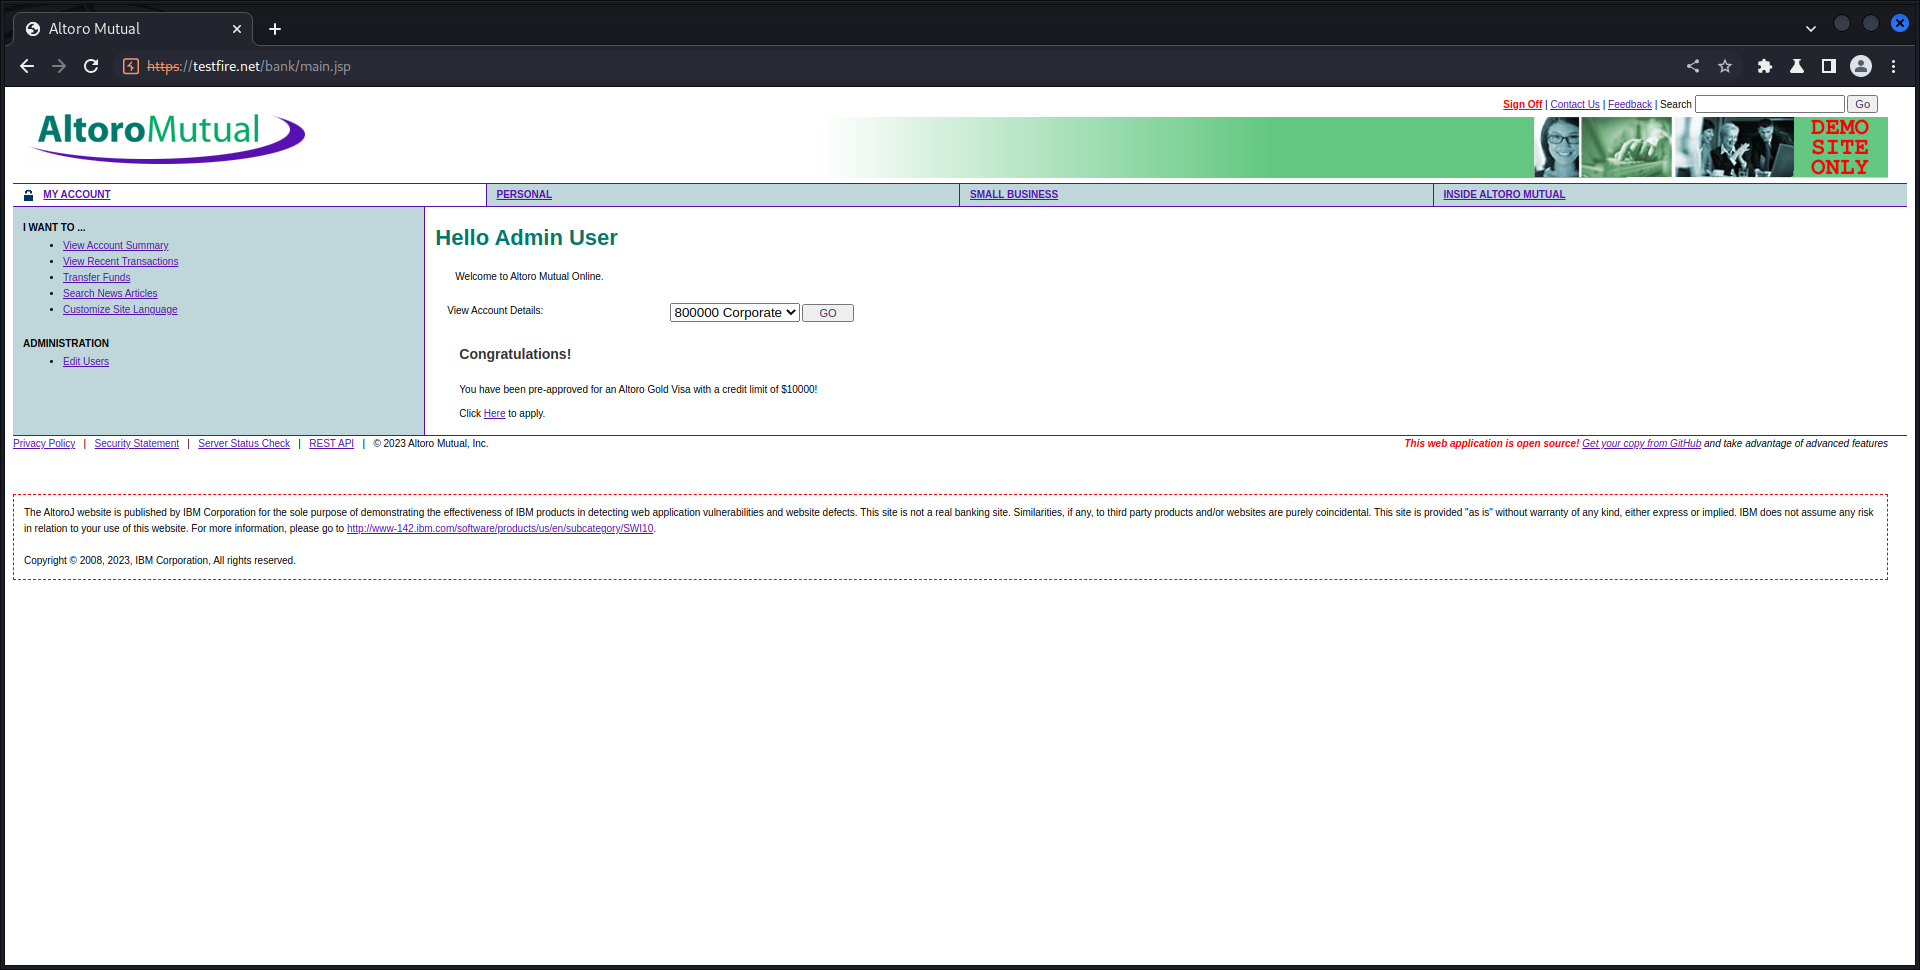 Altoro Mutual
https://testfire.net/bank/main.jsp
Sign Off | Contact Us | Feedback | Search Go
AltoroMutual
DEMO
SITE
ONLY
MY ACCOUNT PERSONAL SMALL BUSINESS INSIDE ALTORO MUTUAL
I WANT TO ...
• View Account Summary
• View Recent Transactions
• Transfer Funds
• Search News Articles
• Customize Site Language
ADMINISTRATION
• Edit Users
Hello Admin User
Welcome to Altoro Mutual Online.
View Account Details: 800000 Corporate GO
Congratulations!
You have been pre-approved for an Altoro Gold Visa with a credit limit of $10000!
Click Here to apply.
Privacy Policy | Security Statement | Server Status Check | REST API | © 2023 Altoro Mutual, Inc.
This web application is open source! Get your copy from GitHub and take advantage of advanced features
The AltoroJ website is published by IBM Corporation for the sole purpose of demonstrating the effectiveness of IBM products in detecting web application vulnerabilities and website defects. This site is not a real banking site. Similarities, if any, to third party products and/or websites are purely coincidental. This site is provided "as is" without warranty of any kind, either express or implied. IBM does not assume any risk
in relation to your use of this website. For more information, please go to http://www-142.ibm.com/software/products/us/en/subcategory/SWI10.
Copyright © 2008, 2023, IBM Corporation, All rights reserved.